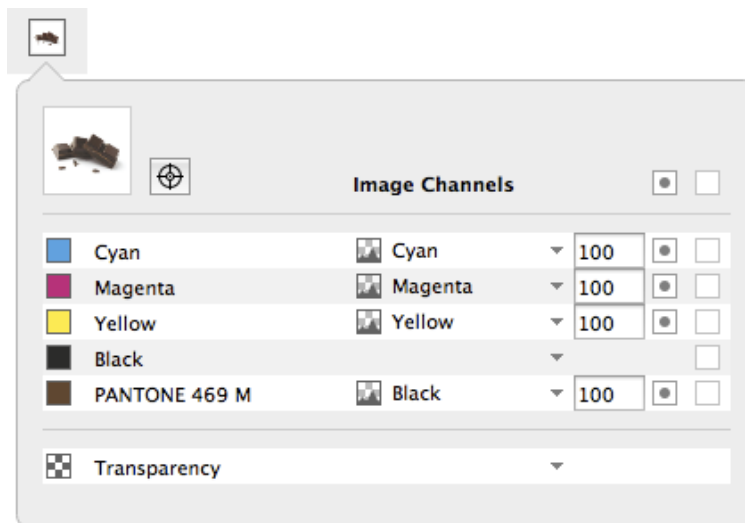 Image Channels
Cyan Cyan 100
Magenta Magenta 100
Yellow Yellow 100
Black
PANTONE 469 M Black 100
Transparency